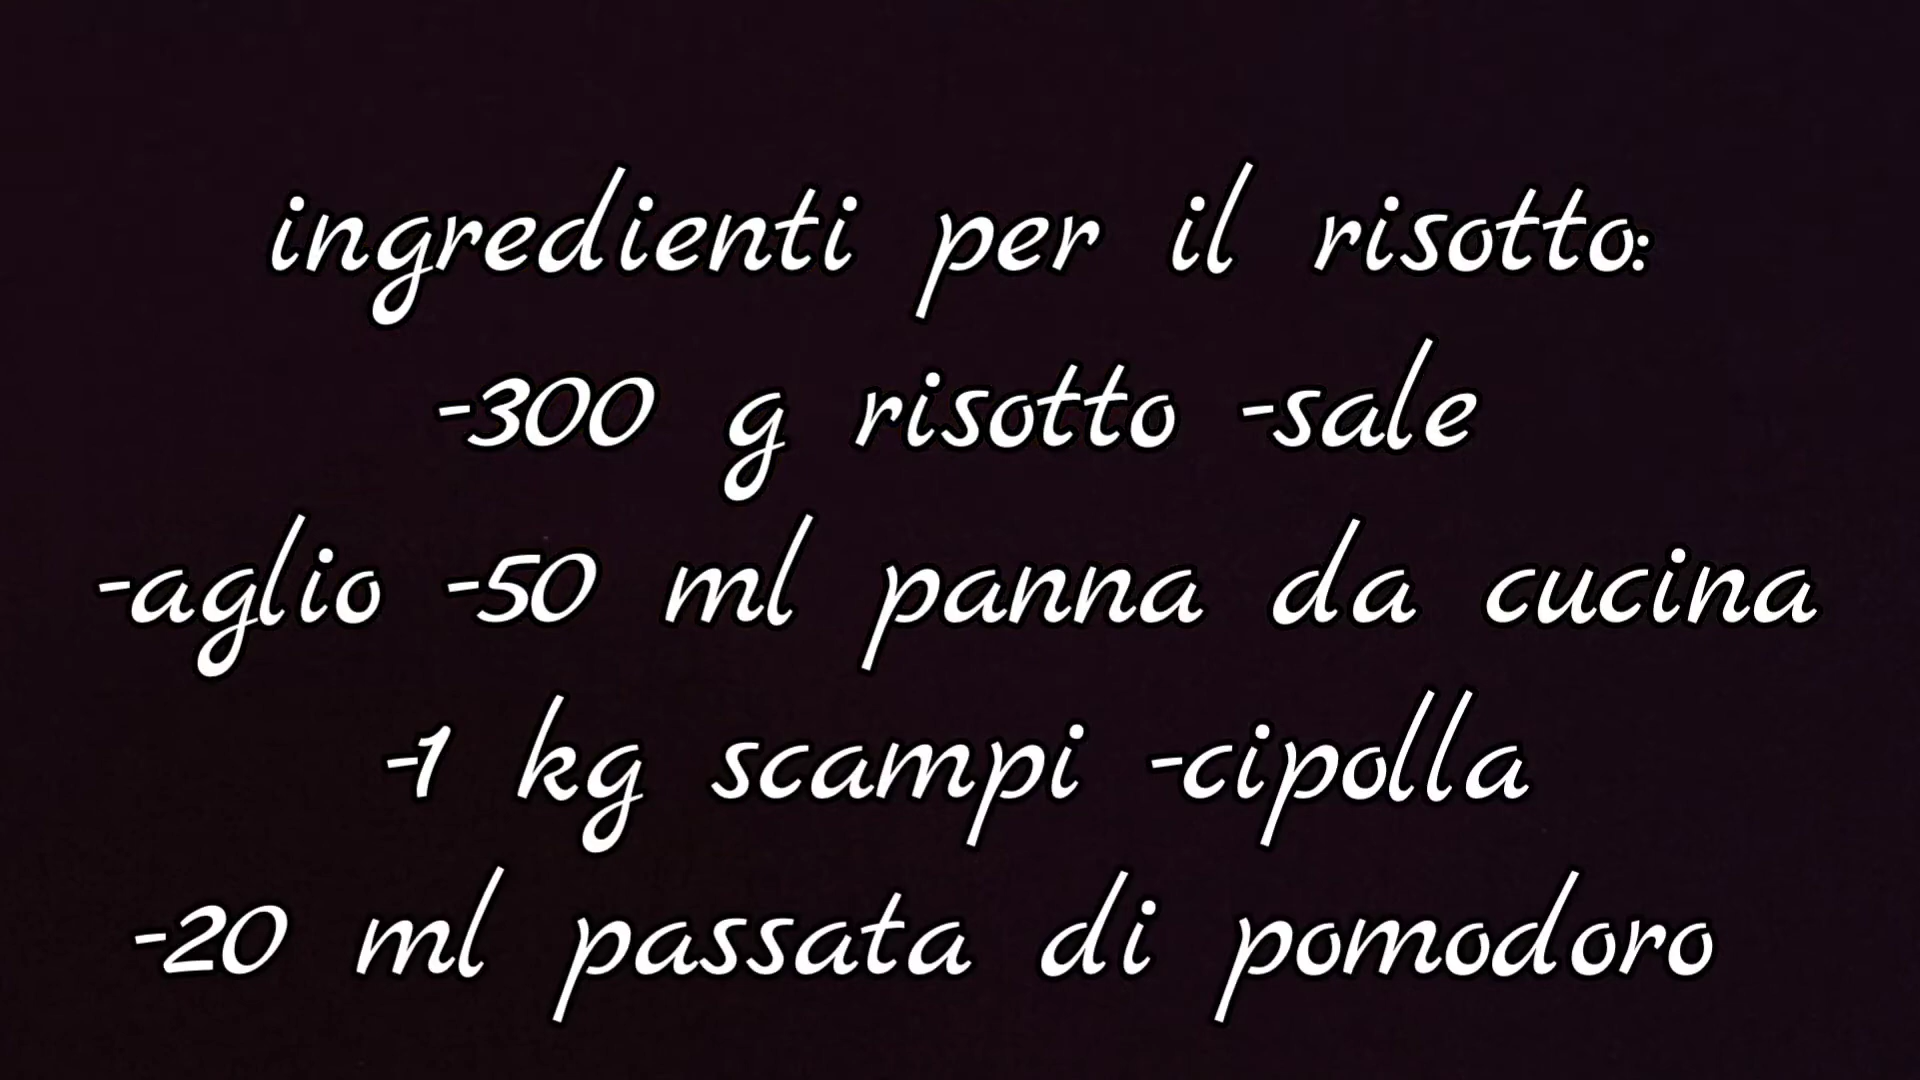 ingredienti per il risotto:
-300 g risotto -sale
-aglio -50 ml panna da cucina
-1 kg scampi -cipolla
-20 ml passata di pomodoro